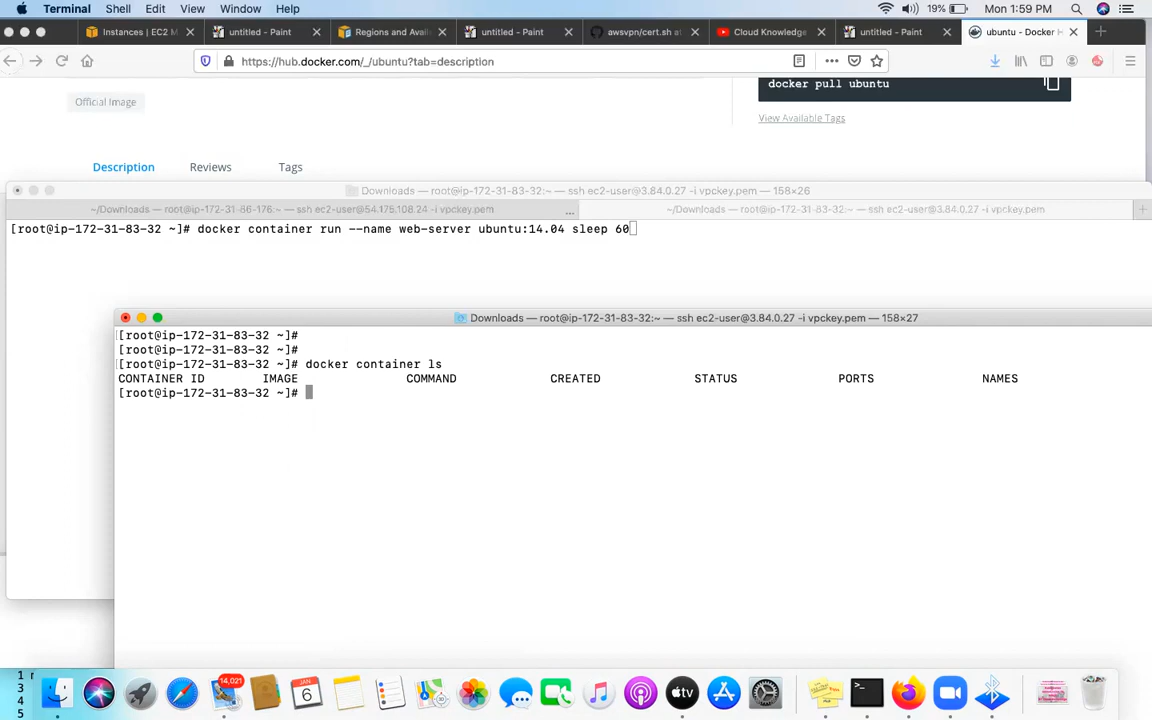 Terminal Shell Edit View Window Help 19% Mon 1:59 PM
Instances | EC2 M untitled - Paint Regions and Avail untitled - Paint awsvpn/cert.sh at Cloud Knowledge untitled - Paint ubuntu - Docker H
https://hub.docker.com/_/ubuntu?tab=description
docker pull ubuntu
Official Image
View Available Tags
Description Reviews Tags
Downloads — root@ip-172-31-83-32:~ — ssh ec2-user@3.84.0.27 -i vpckey.pem — 158×26
~/Downloads — root@ip-172-31-86-176:~ — ssh ec2-user@54.175.108.24 -i vpckey.pem ... ~/Downloads — root@ip-172-31-83-32:~ — ssh ec2-user@3.84.0.27 -i vpckey.pem
[root@ip-172-31-83-32 ~]# docker container run --name web-server ubuntu:14.04 sleep 60
Downloads — root@ip-172-31-83-32:~ — ssh ec2-user@3.84.0.27 -i vpckey.pem — 158×27
[root@ip-172-31-83-32 ~]#
[root@ip-172-31-83-32 ~]#
[root@ip-172-31-83-32 ~]# docker container ls
CONTAINER ID IMAGE COMMAND CREATED STATUS PORTS NAMES
[root@ip-172-31-83-32 ~]#
1
3
4
5
14,021
6
tv